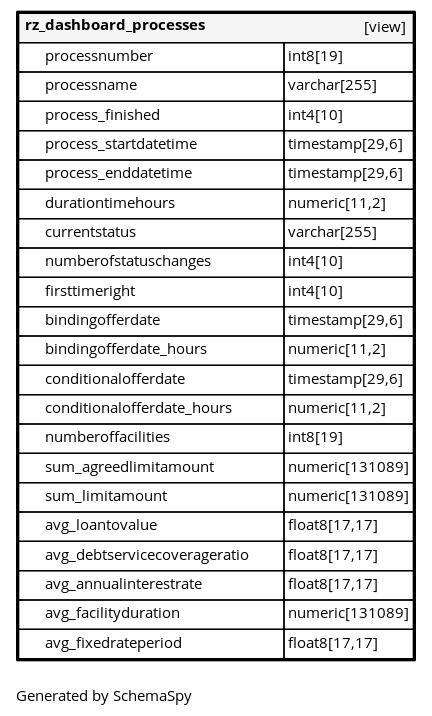 rz_dashboard_processes [view]
processnumber int8[19]
processname varchar[255]
process_finished int4[10]
process_startdatetime timestamp[29,6]
process_enddatetime timestamp[29,6]
durationtimehours numeric[11,2]
currentstatus varchar[255]
numberofstatuschanges int4[10]
firsttimeright int4[10]
bindingofferdate timestamp[29,6]
bindingofferdate_hours numeric[11,2]
conditionalofferdate timestamp[29,6]
conditionalofferdate_hours numeric[11,2]
numberoffacilities int8[19]
sum_agreedlimitamount numeric[131089]
sum_limitamount numeric[131089]
avg_loantovalue float8[17,17]
avg_debtservicecoverageratio float8[17,17]
avg_annualinterestrate float8[17,17]
avg_facilityduration numeric[131089]
avg_fixedrateperiod float8[17,17]
Generated by SchemaSpy